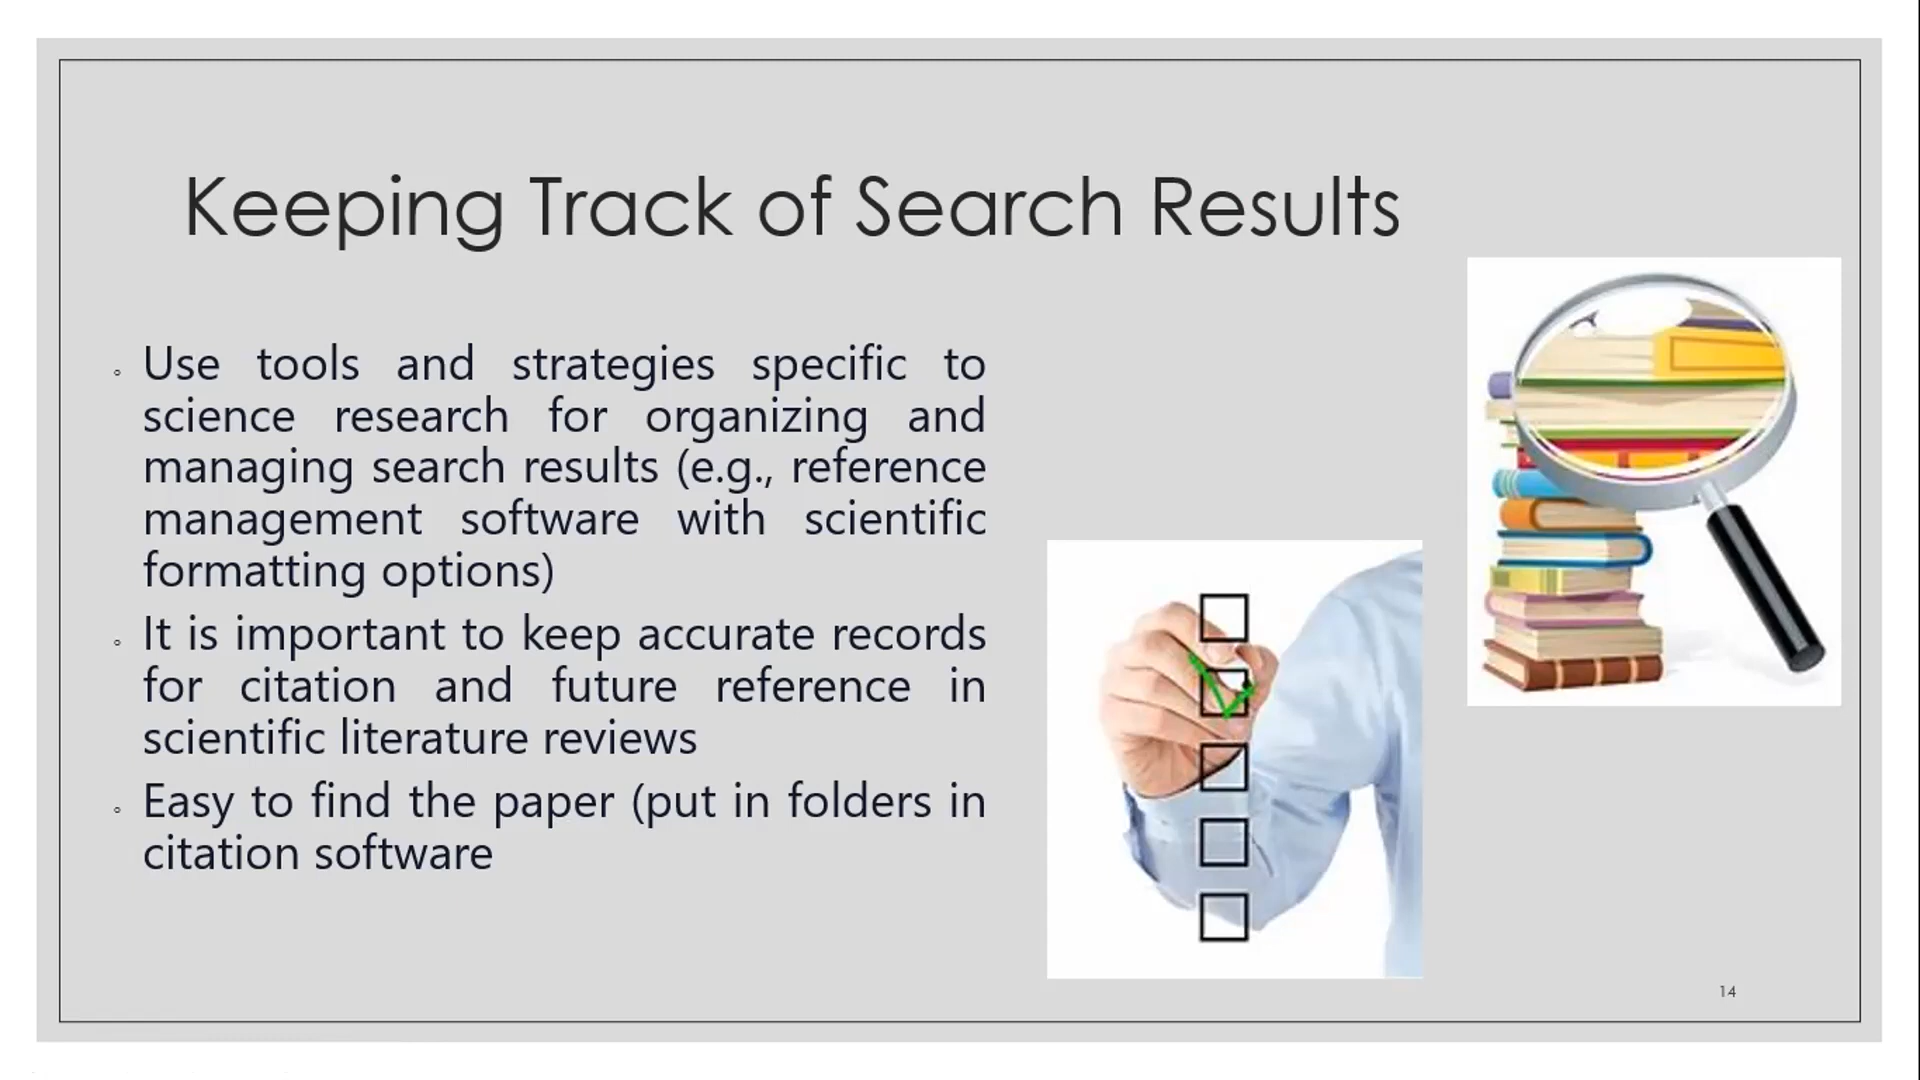 Keeping Track of Search Results
◦ Use tools and strategies specific to
science research for organizing and
managing search results (e.g., reference
management software with scientific
formatting options)
◦ It is important to keep accurate records
for citation and future reference in
scientific literature reviews
◦ Easy to find the paper (put in folders in
citation software
14